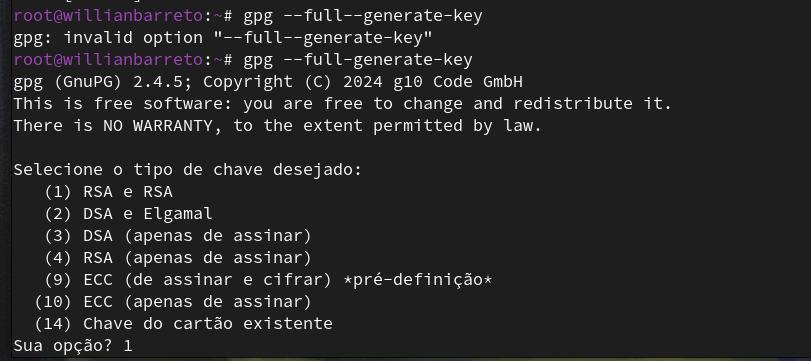 root@willianbarreto:~# gpg --full--generate-key
gpg: invalid option "--full--generate-key"
root@willianbarreto:~# gpg --full-generate-key
gpg (GnuPG) 2.4.5; Copyright (C) 2024 g10 Code GmbH
This is free software: you are free to change and redistribute it.
There is NO WARRANTY, to the extent permitted by law.

Selecione o tipo de chave desejado:
   (1) RSA e RSA
   (2) DSA e Elgamal
   (3) DSA (apenas de assinar)
   (4) RSA (apenas de assinar)
   (9) ECC (de assinar e cifrar) *pré-definição*
  (10) ECC (apenas de assinar)
  (14) Chave do cartão existente
Sua opção? 1